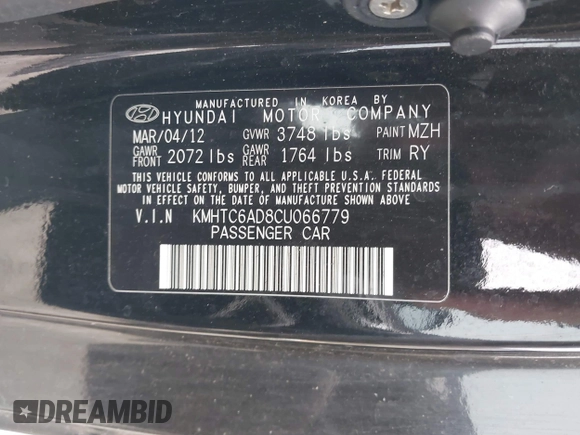 MANUFACTURED IN KOREA BY
HYUNDAI MOTOR COMPANY
MAR/04/12 GVWR 3748 lbs PAINT MZH
GAWR FRONT 2072 lbs GAWR REAR 1764 lbs TRIM RY
THIS VEHICLE CONFORMS TO ALL APPLICABLE U.S.A. FEDERAL
MOTOR VEHICLE SAFETY, BUMPER, AND THEFT PREVENTION STANDARDS
IN EFFECT ON THE DATE OF MANUFACTURE SHOWN ABOVE.
V.I.N KMHTC6AD8CU066779
PASSENGER CAR
DREAMBID